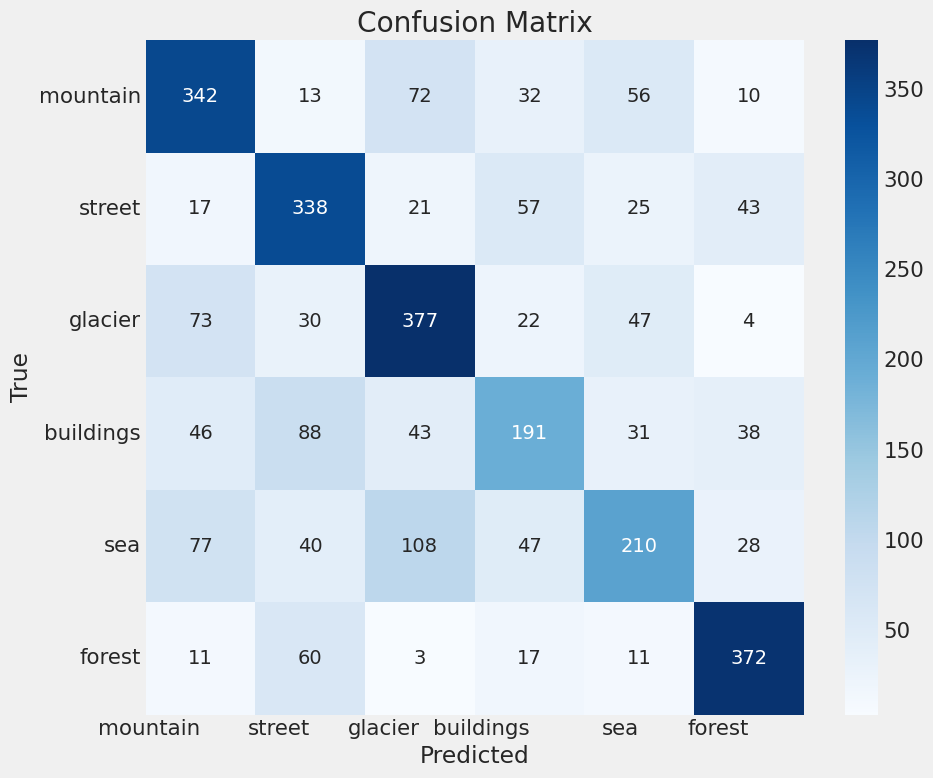 Confusion Matrix
mountain 342 13 72 32 56 10
street 17 338 21 57 25 43
glacier 73 30 377 22 47 4
buildings 46 88 43 191 31 38
sea 77 40 108 47 210 28
forest 11 60 3 17 11 372
mountain street glacier buildings sea forest
Predicted
True
350
300
250
200
150
100
50